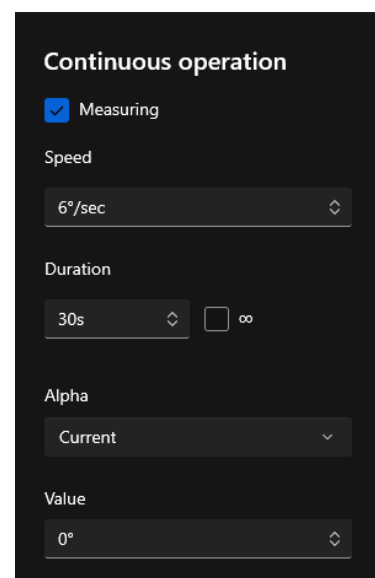 Continuous operation
Measuring
Speed
6°/sec
Duration
30s ∞
Alpha
Current
Value
0°